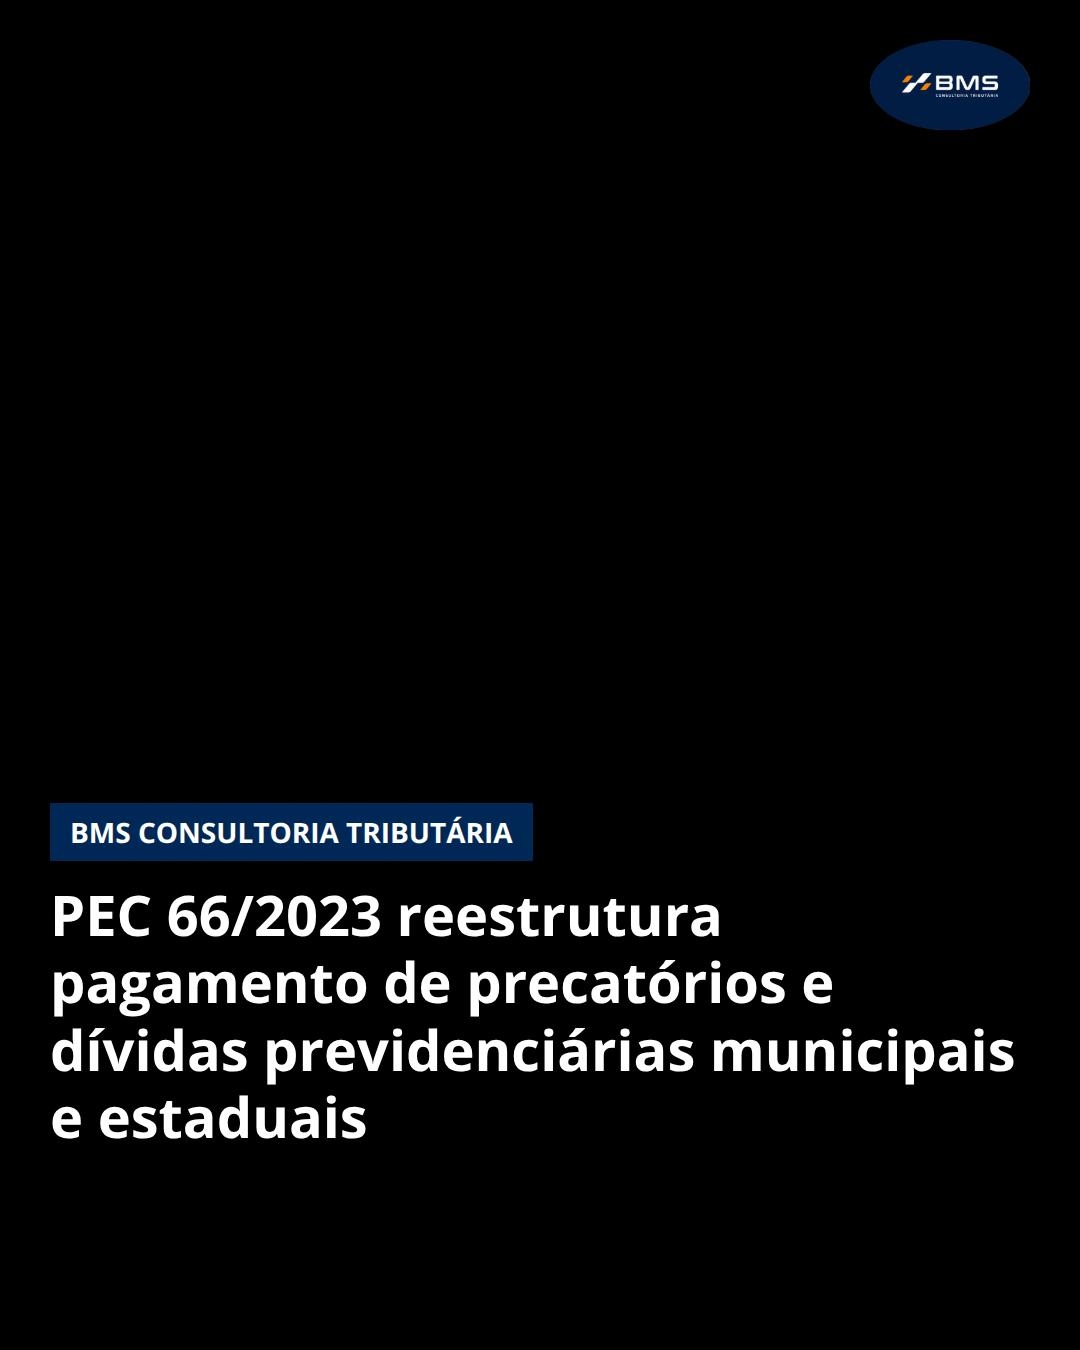 BMS
CONSULTORIA TRIBUTÁRIA
BMS CONSULTORIA TRIBUTÁRIA
PEC 66/2023 reestrutura
pagamento de precatórios e
dívidas previdenciárias municipais
e estaduais